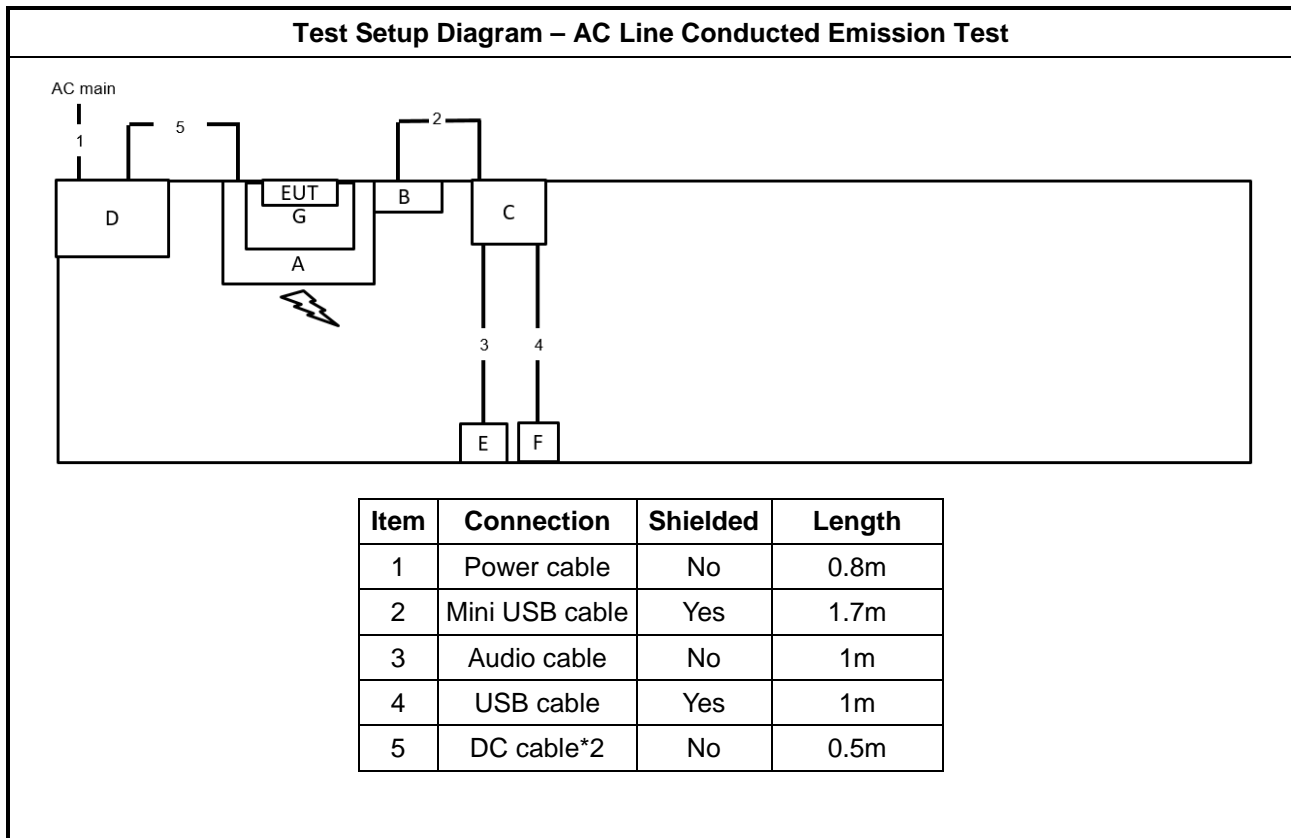 Test Setup Diagram – AC Line Conducted Emission Test
AC main
1
5
2
D
EUT
G
A
B
C
3
4
E
F
Item Connection Shielded Length
1 Power cable No 0.8m
2 Mini USB cable Yes 1.7m
3 Audio cable No 1m
4 USB cable Yes 1m
5 DC cable*2 No 0.5m